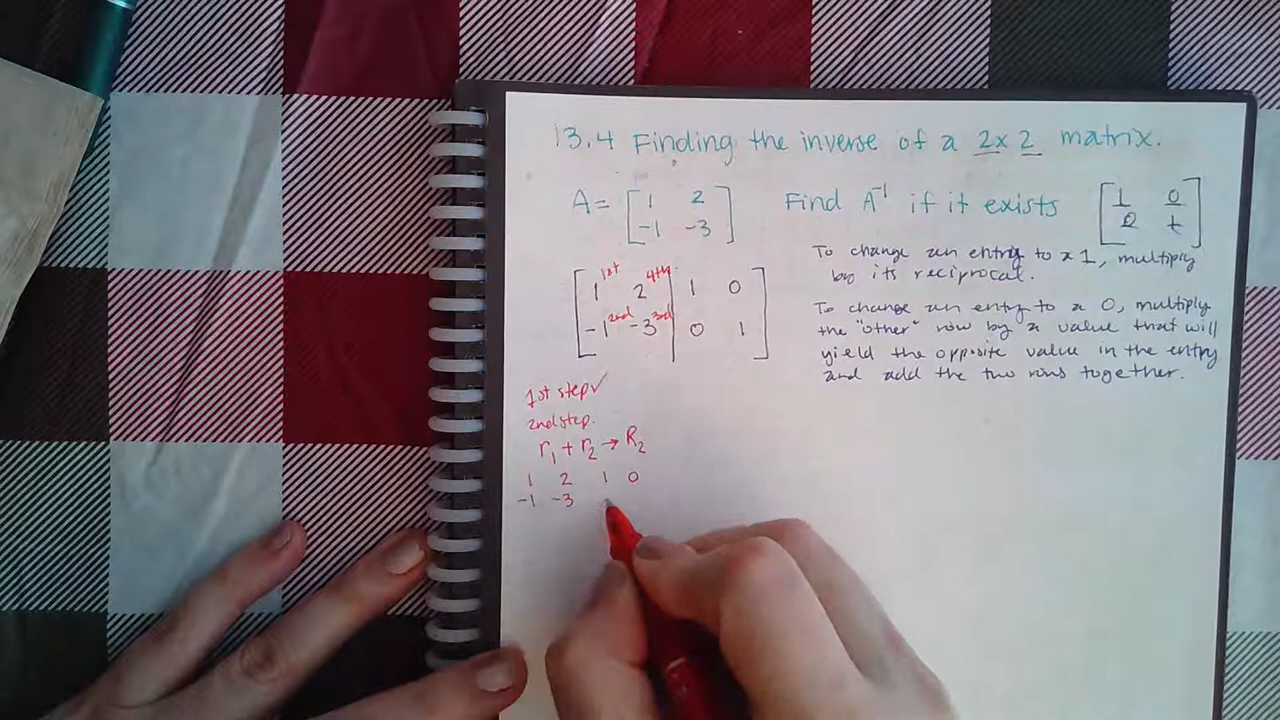 13.4 Finding the inverse of a 2x2 matrix.
A = [ 1 2
-1 -3 ]
Find A⁻¹ if it exists
[ 1 0
0 1 ]
To change an entry to a 1, multiply
by its reciprocal.
To change an entry to a 0, multiply
the "other" row by a value that will
yield the opposite value in the entry
and add the two rows together.
[ 1 1st 2 4th | 1 0
-1 2nd -3 3rd | 0 1 ]
1st step ✓
2nd step.
r₁ + r₂ → R₂
1 2 1 0
-1 -3